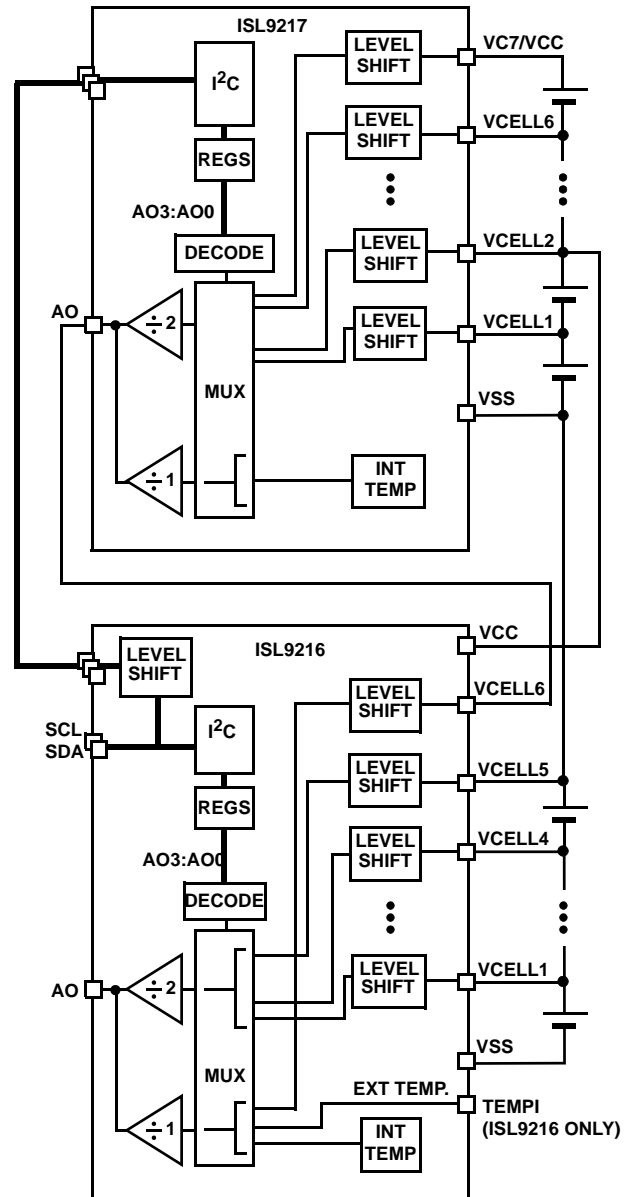 ISL9217
I²C
REGS
AO3:AO0
DECODE
AO
÷ 2
MUX
÷ 1
INT
TEMP
LEVEL
SHIFT
VC7/VCC
LEVEL
SHIFT
VCELL6
LEVEL
SHIFT
VCELL2
LEVEL
SHIFT
VCELL1
VSS
ISL9216
LEVEL
SHIFT
SCL
SDA
I²C
REGS
AO3:AO0
DECODE
AO
÷ 2
MUX
÷ 1
VCC
LEVEL
SHIFT
VCELL6
LEVEL
SHIFT
VCELL5
LEVEL
SHIFT
VCELL4
LEVEL
SHIFT
VCELL1
VSS
EXT TEMP.
TEMPI
(ISL9216 ONLY)
INT
TEMP